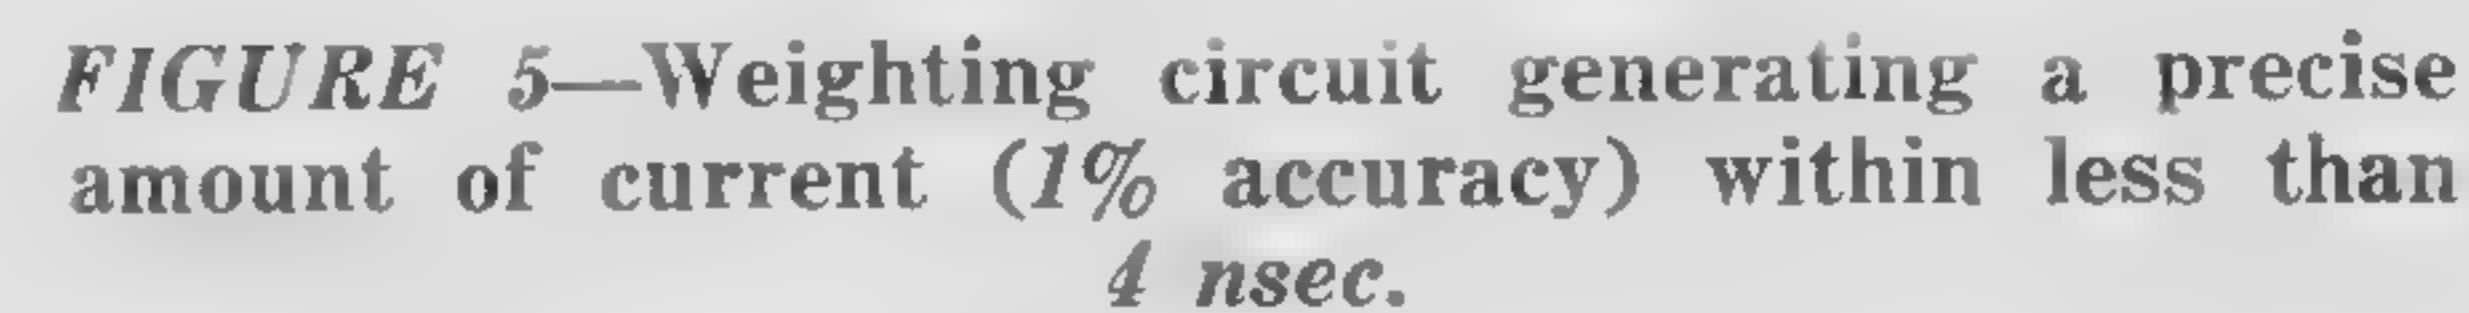 FIGURE 5—Weighting circuit generating a precise
amount of current (1% accuracy) within less than
4 nsec.